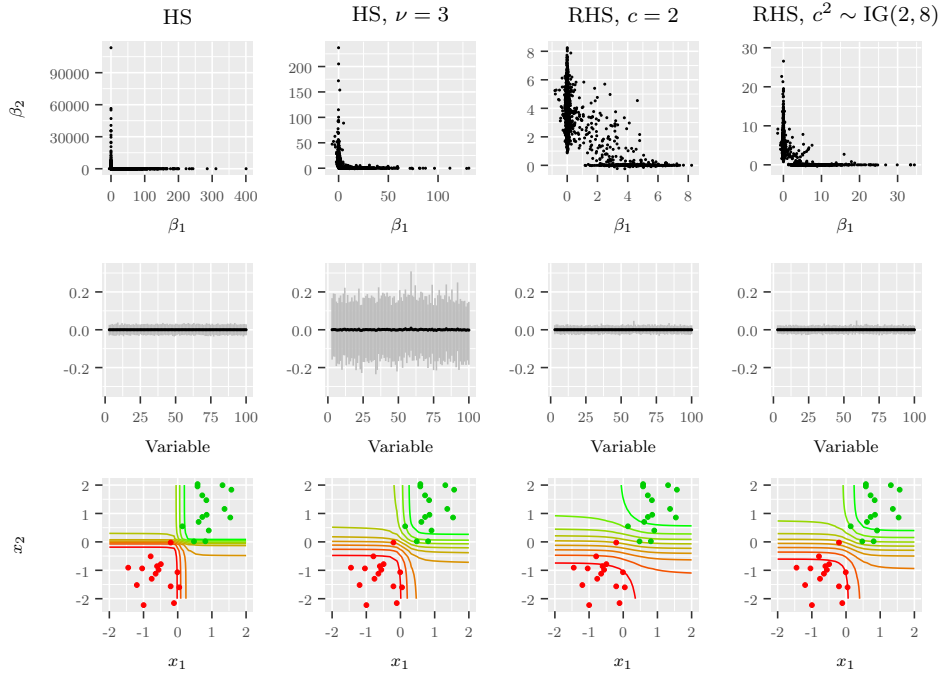 HS
HS, ν = 3
RHS, c = 2
RHS, c² ∼ IG(2, 8)
β₂
90000
60000
30000
0
0 100 200 300 400
β₁
200
150
100
50
0
0 50 100
β₁
8
6
4
2
0
0 2 4 6 8
β₁
30
20
10
0
0 10 20 30
β₁
0.2
0.0
-0.2
0 25 50 75 100
Variable
0.2
0.0
-0.2
0 25 50 75 100
Variable
0.2
0.0
-0.2
0 25 50 75 100
Variable
0.2
0.0
-0.2
0 25 50 75 100
Variable
x₂
2
1
0
-1
-2
-2 -1 0 1 2
x₁
2
1
0
-1
-2
-2 -1 0 1 2
x₁
2
1
0
-1
-2
-2 -1 0 1 2
x₁
2
1
0
-1
-2
-2 -1 0 1 2
x₁